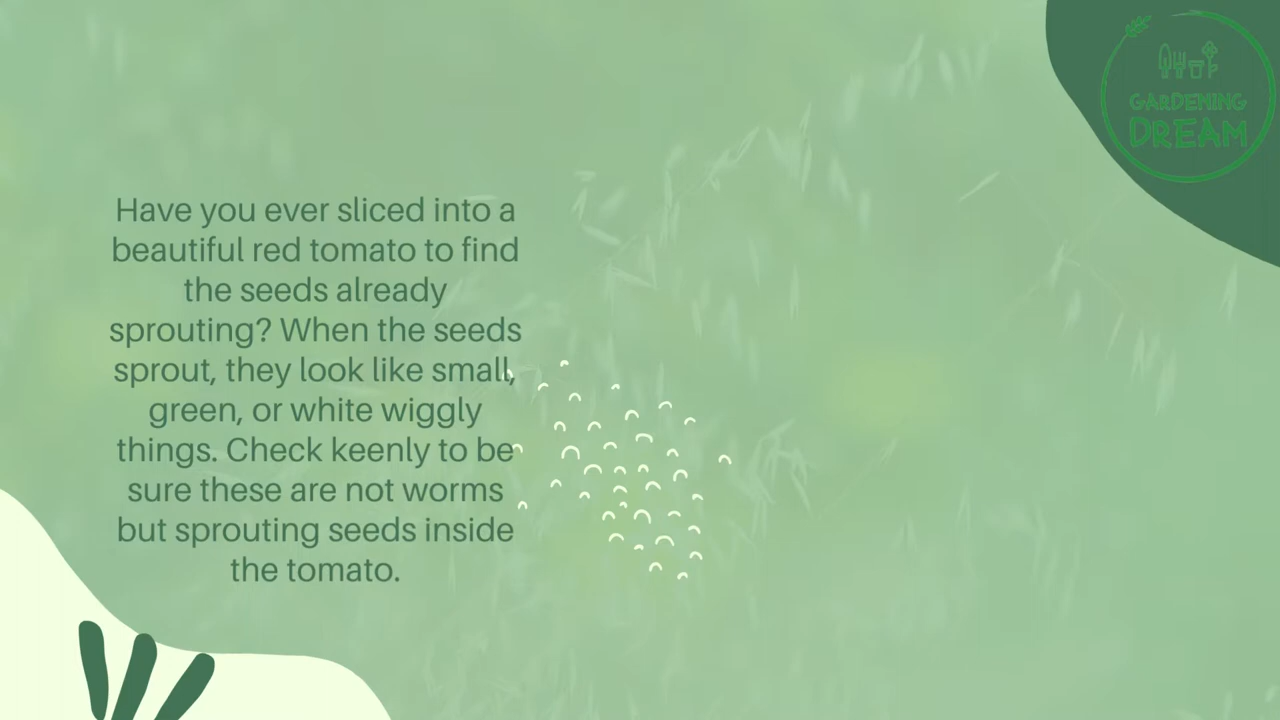 GARDENING
DREAM
Have you ever sliced into a
beautiful red tomato to find
the seeds already
sprouting? When the seeds
sprout, they look like small,
green, or white wiggly
things. Check keenly to be
sure these are not worms
but sprouting seeds inside
the tomato.